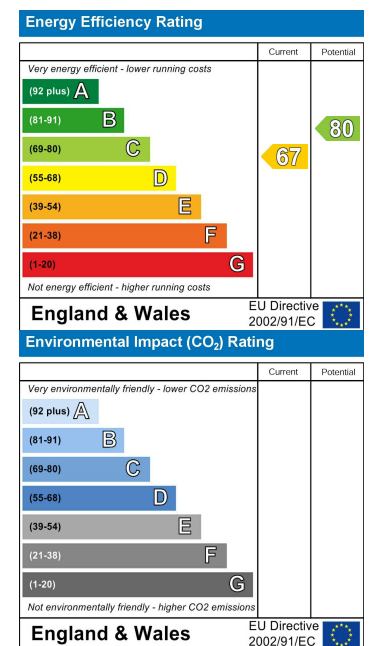 Energy Efficiency Rating
Current Potential
Very energy efficient - lower running costs
(92 plus) A
(81-91) B
80
(69-80) C
67
(55-68) D
(39-54) E
(21-38) F
(1-20) G
Not energy efficient - higher running costs
England & Wales
EU Directive
2002/91/EC
Environmental Impact (CO₂) Rating
Current Potential
Very environmentally friendly - lower CO2 emissions
(92 plus) A
(81-91) B
(69-80) C
(55-68) D
(39-54) E
(21-38) F
(1-20) G
Not environmentally friendly - higher CO2 emissions
England & Wales
EU Directive
2002/91/EC